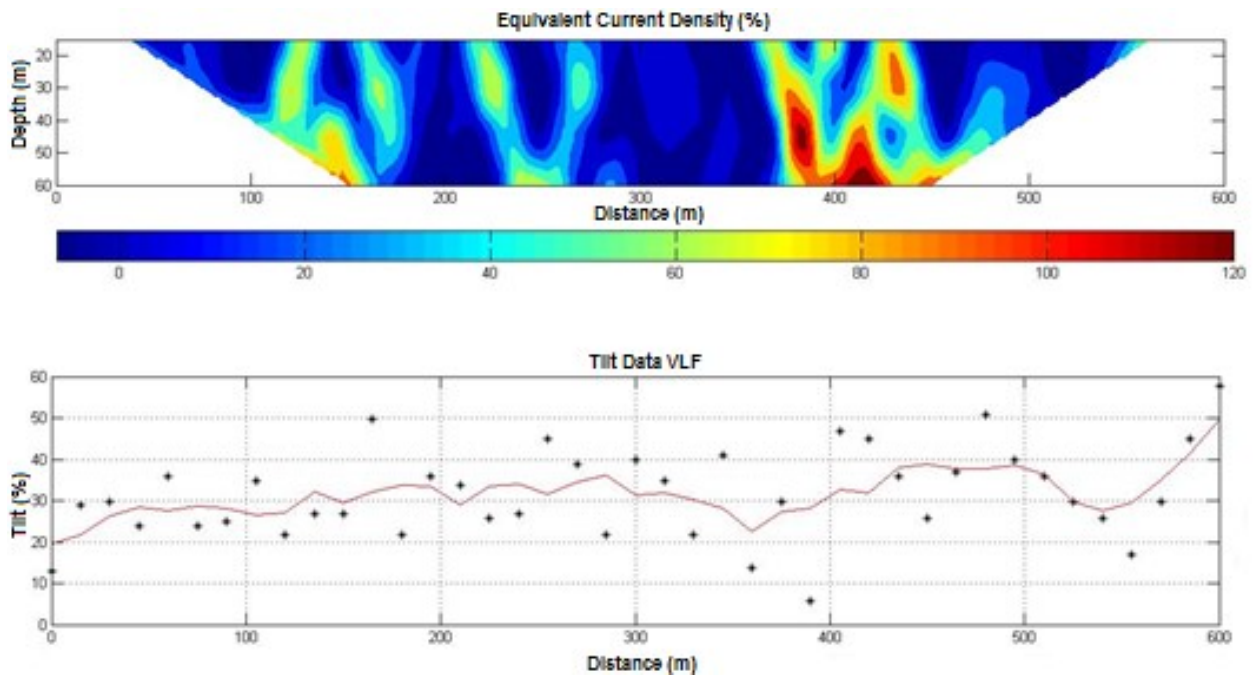 Equivalent Current Density (%)
20
30
40
50
60
Depth (m)
0 100 200 300 400 500 600
Distance (m)
0 20 40 60 80 100 120
Tilt Data VLF
60
50
40
30
20
10
0
Tilt (%)
0 100 200 300 400 500 600
Distance (m)